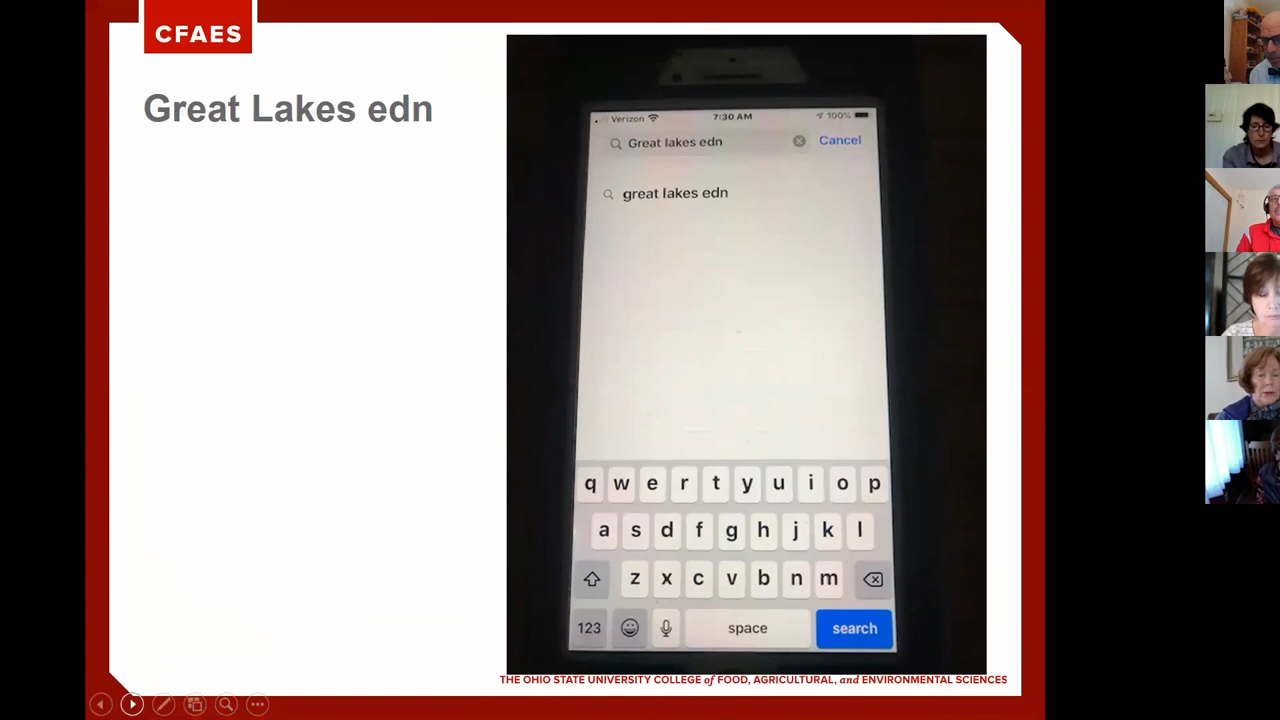 CFAES
Great Lakes edn
Verizon 7:30 AM 100%
Great lakes edn Cancel
great lakes edn
q w e r t y u i o p
a s d f g h j k l
z x c v b n m
123 space search
THE OHIO STATE UNIVERSITY COLLEGE of FOOD, AGRICULTURAL, and ENVIRONMENTAL SCIENCES